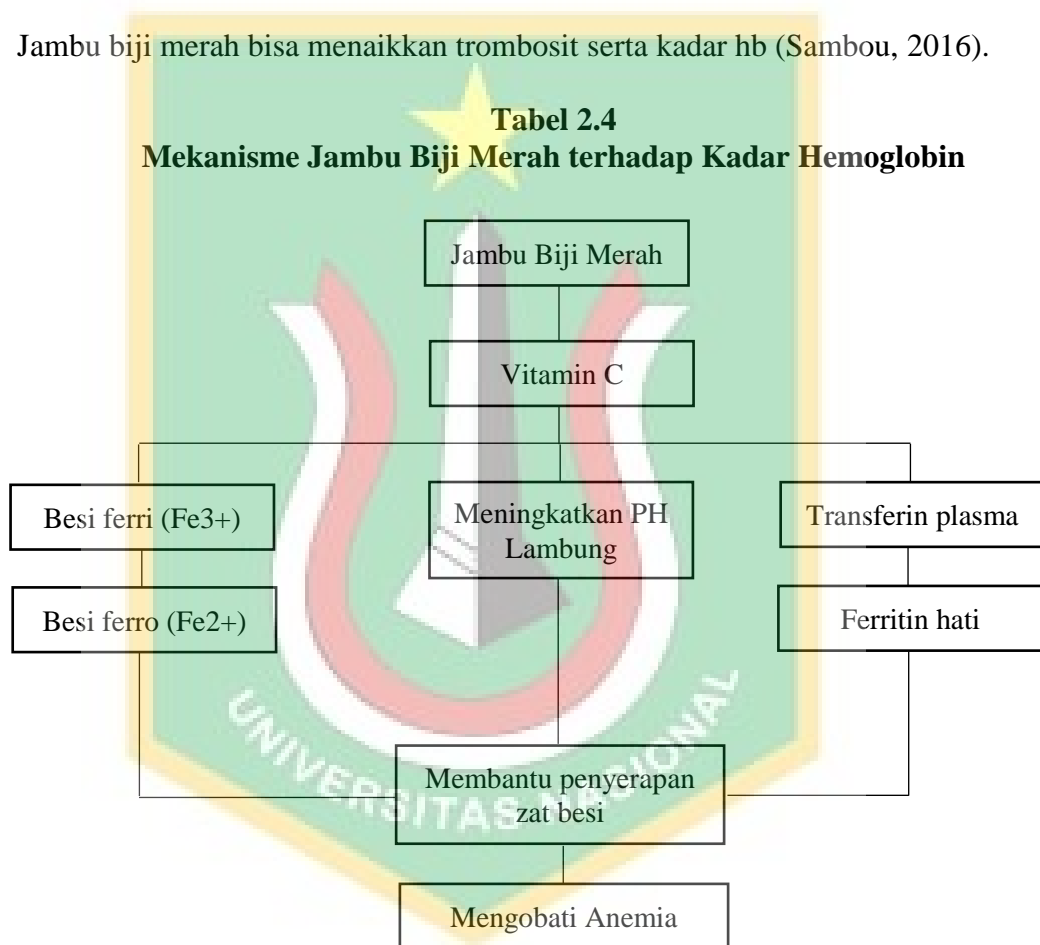 Jambu biji merah bisa menaikkan trombosit serta kadar hb (Sambou, 2016).
Tabel 2.4
Mekanisme Jambu Biji Merah terhadap Kadar Hemoglobin
Jambu Biji Merah
Vitamin C
Besi ferri (Fe3+)
Meningkatkan PH
Lambung
Transferin plasma
Besi ferro (Fe2+)
Ferritin hati
Membantu penyerapan
zat besi
Mengobati Anemia
UNIVERSITAS NASIONAL